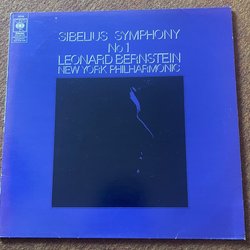 SIBELIUS SYMPHONY
No 1
LEONARD BERNSTEIN
NEW YORK PHILHARMONIC